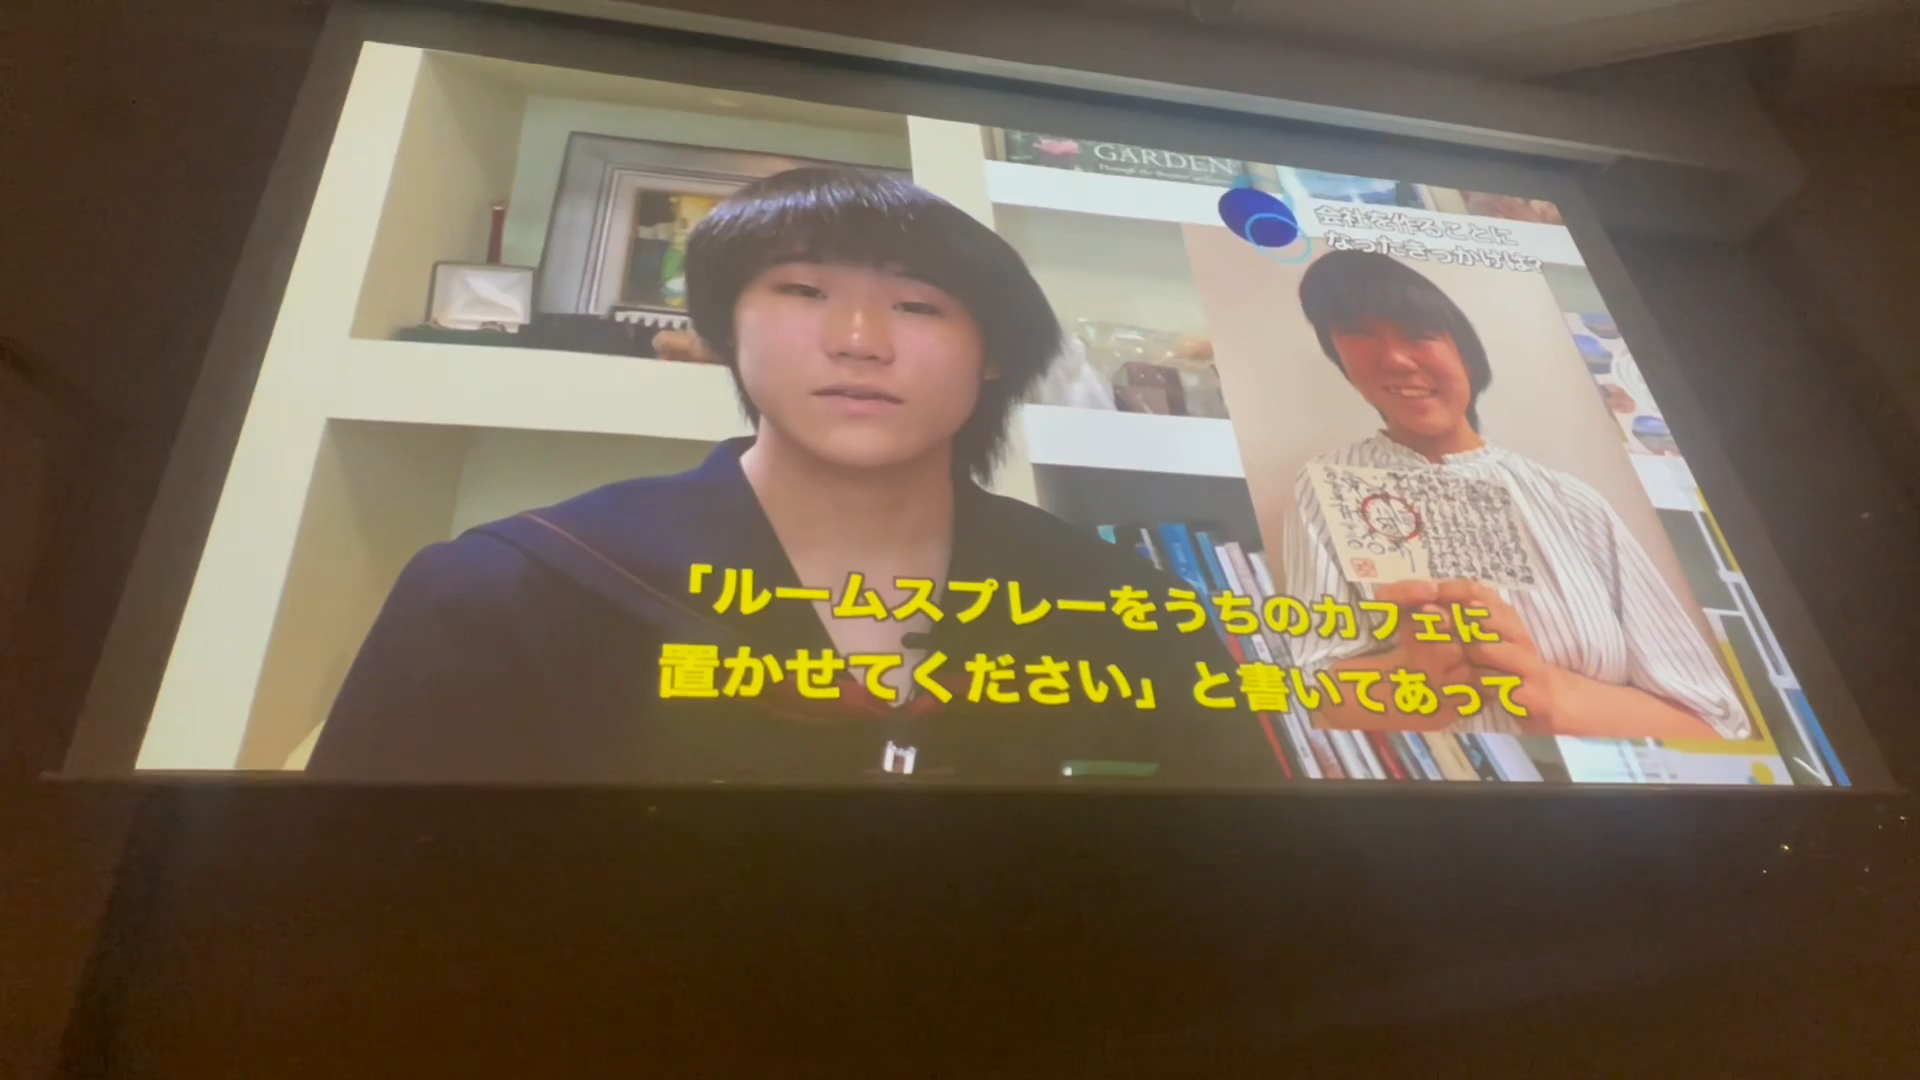 GARDEN
会社を作ることに
なったきっかけは?
「ルームスプレーをうちのカフェに
置かせてください」と書いてあって